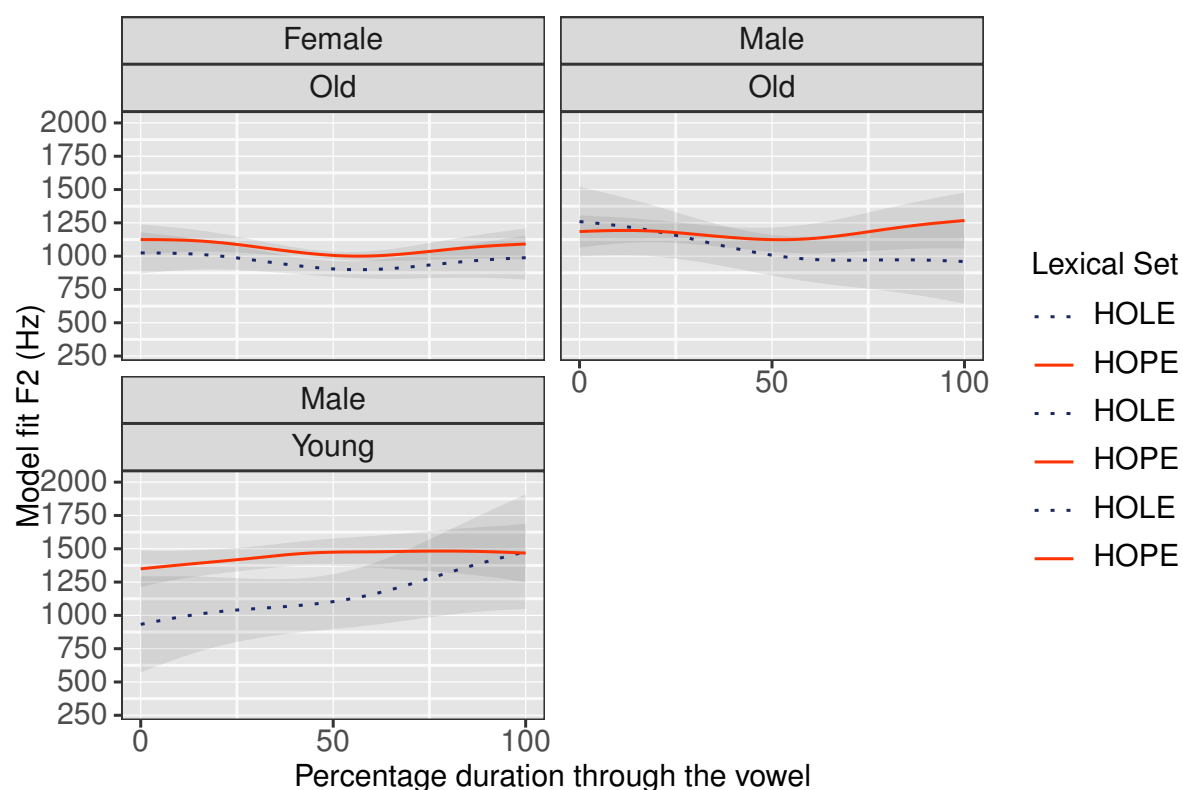 Female
Old
Male
Old
2000
1750
1500
1250
1000
750
500
250
0
50
100
Male
Young
2000
1750
1500
1250
1000
750
500
250
0
50
100
Model fit F2 (Hz)
Percentage duration through the vowel
Lexical Set
HOLE
HOPE
HOLE
HOPE
HOLE
HOPE